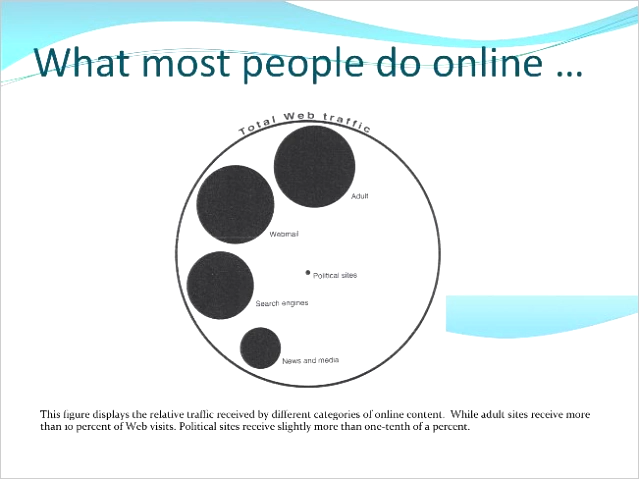 What most people do online ...
Total Web traffic
Adult
Webmail
Political sites
Search engines
News and media
This figure displays the relative traffic received by different categories of online content.  While adult sites receive more
than 10 percent of Web visits. Political sites receive slightly more than one-tenth of a percent.